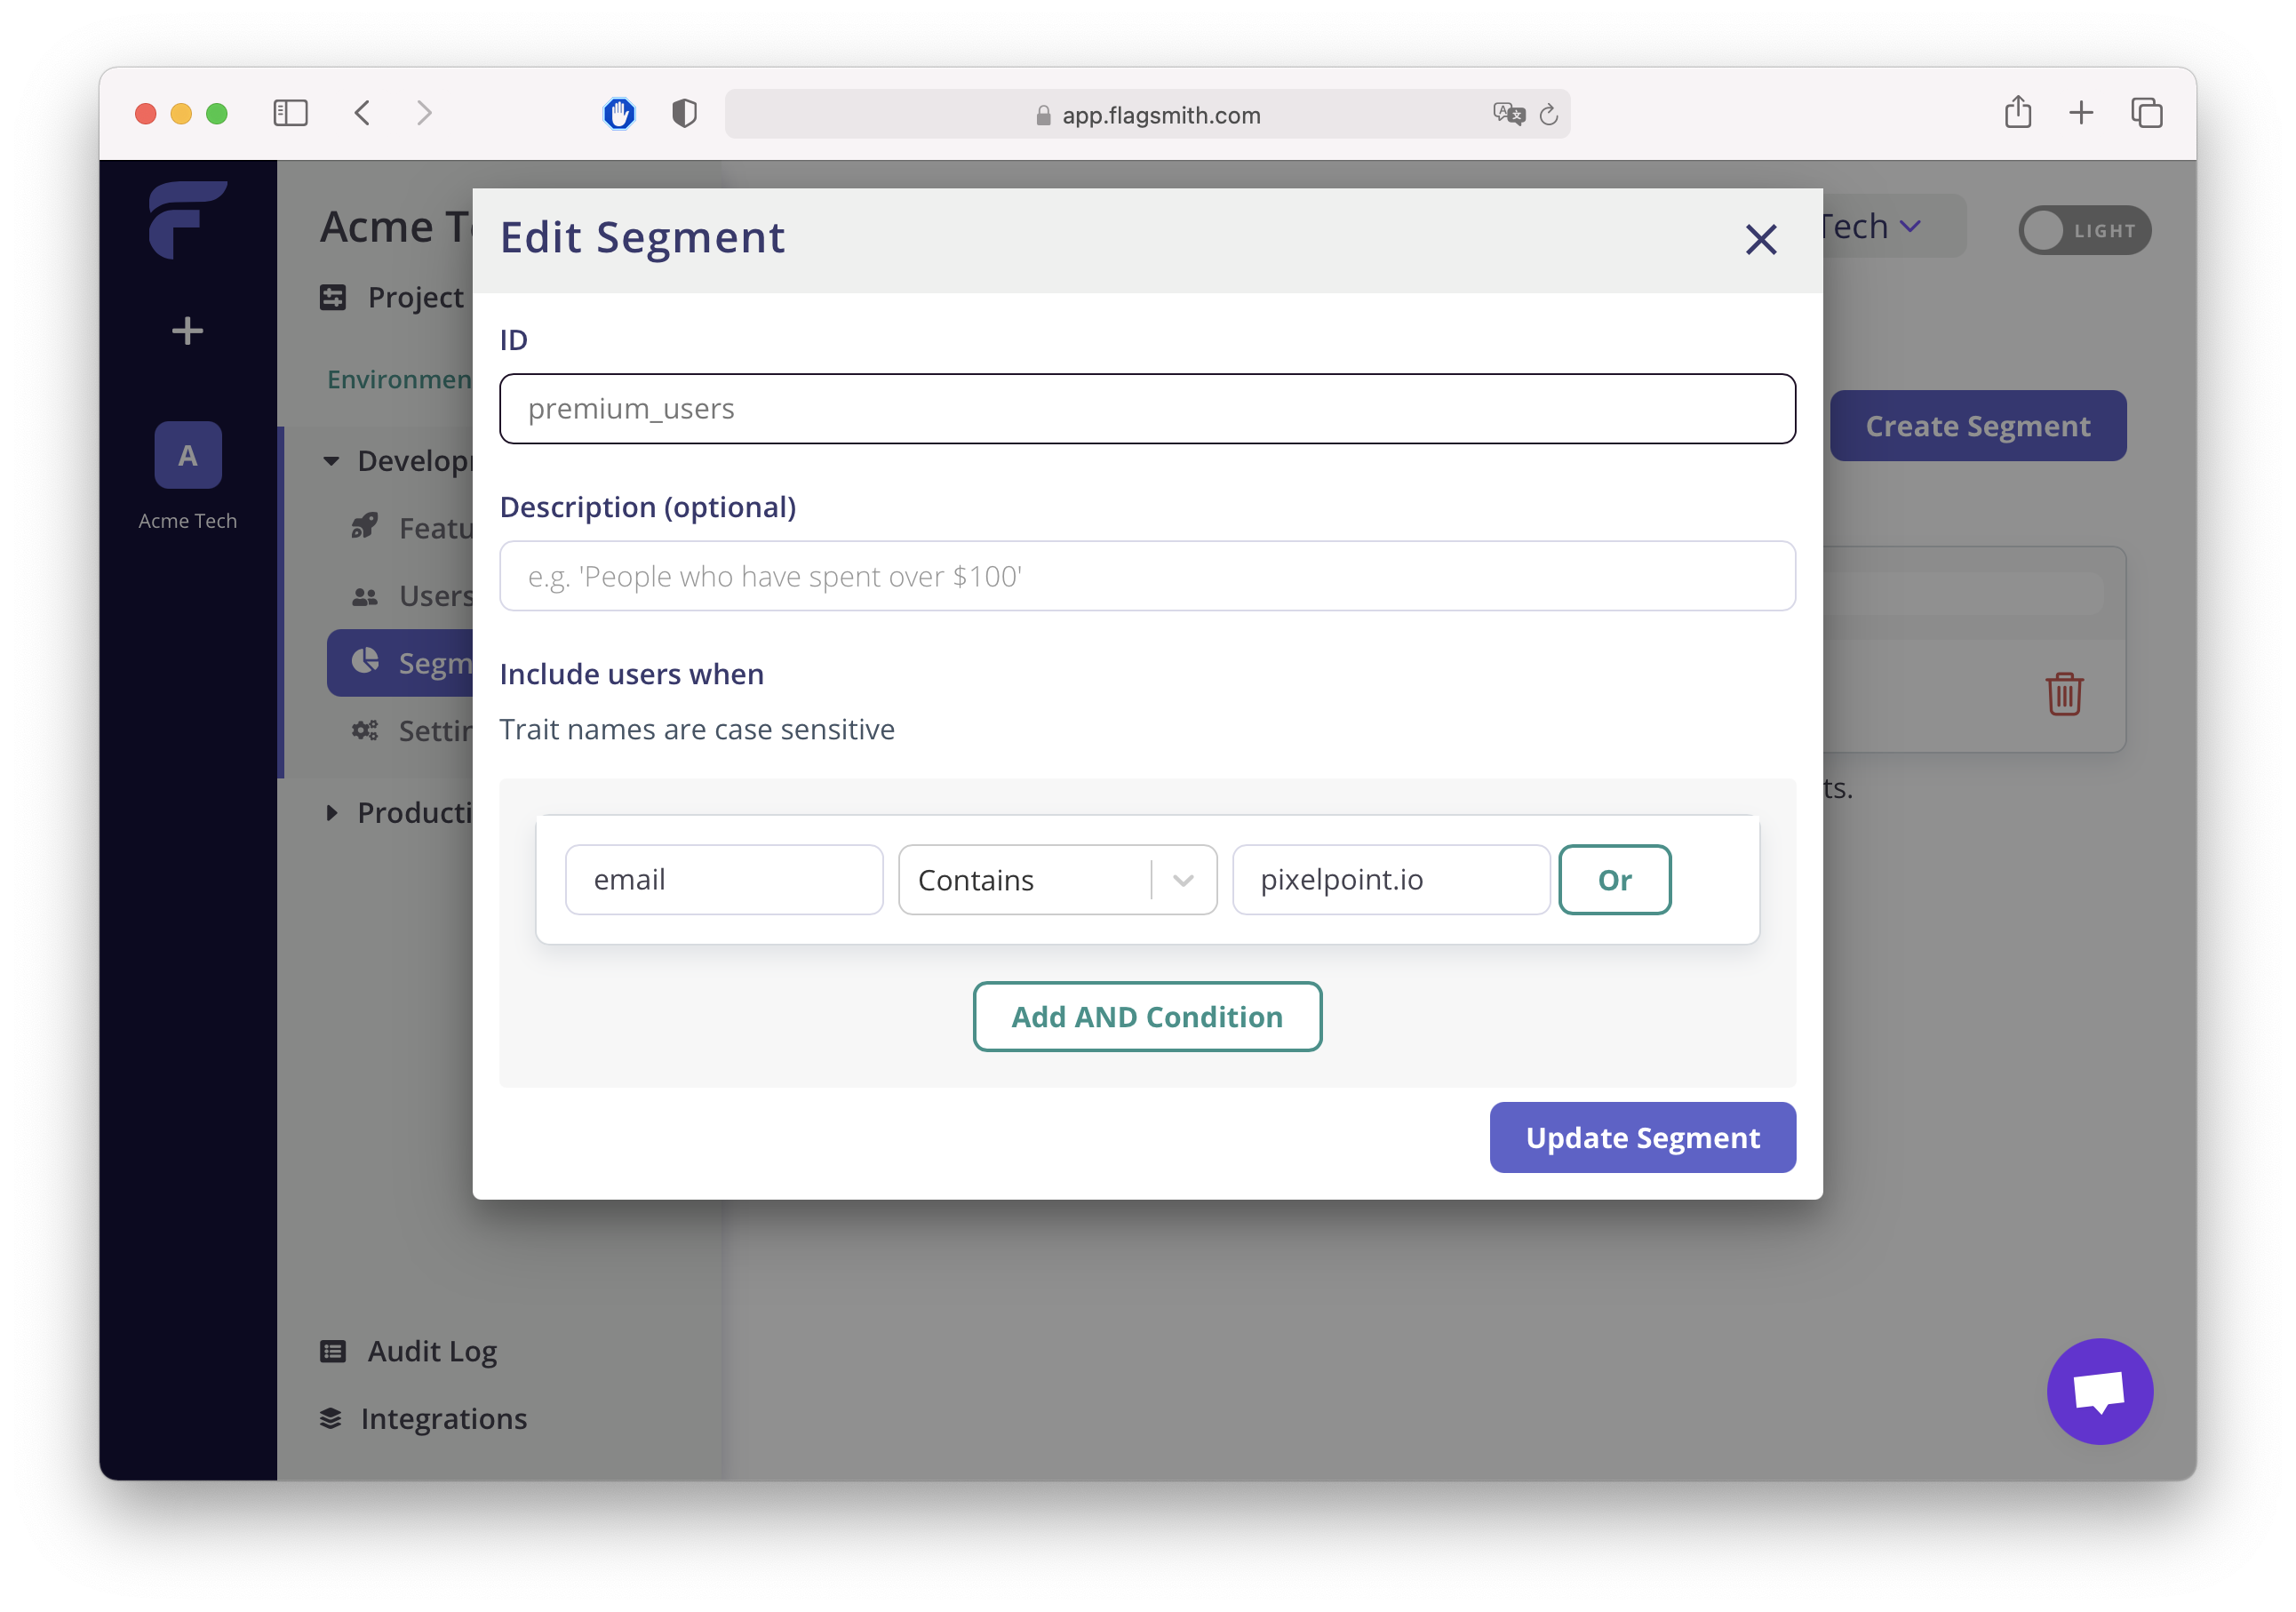 app.flagsmith.com
Acme T
Tech
LIGHT
Project
Environmen
A
Acme Tech
Develop
Featu
Users
Segm
Settin
Producti
Audit Log
Integrations
Create Segment
ts.
Edit Segment
ID
premium_users
Description (optional)
e.g. 'People who have spent over $100'
Include users when
Trait names are case sensitive
email
Contains
pixelpoint.io
Or
Add AND Condition
Update Segment